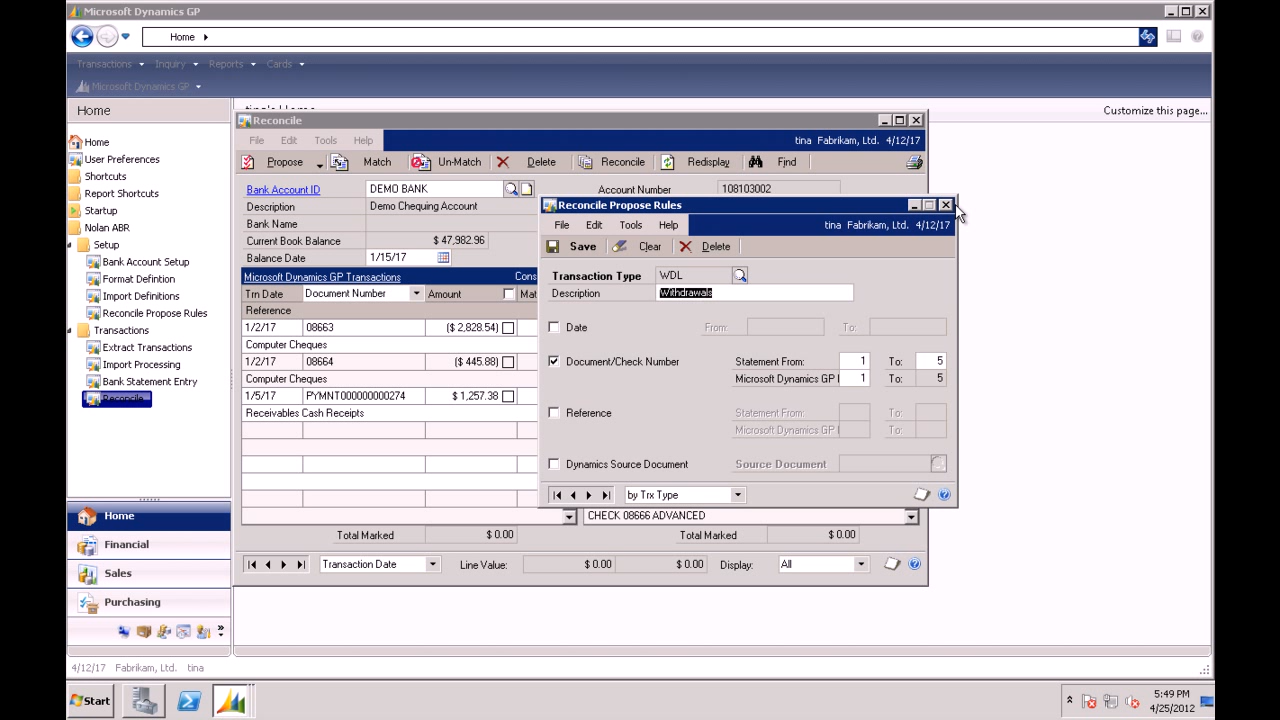 Microsoft Dynamics GP
Home
Transactions Inquiry Reports Cards
Microsoft Dynamics GP
Home
Customize this page...
Home
User Preferences
Shortcuts
Report Shortcuts
Startup
Nolan ABR
Setup
Bank Account Setup
Format Defintion
Import Definitions
Reconcile Propose Rules
Transactions
Extract Transactions
Import Processing
Bank Statement Entry
Reconcile
Home
Financial
Sales
Purchasing
Reconcile
File Edit Tools Help
tina Fabrikam, Ltd. 4/12/17
Propose Match Un-Match Delete Reconcile Redisplay Find
Bank Account ID DEMO BANK Account Number 108103002
Description Demo Chequing Account
Bank Name
Current Book Balance $ 47,982.96
Balance Date 1/15/17
Microsoft Dynamics GP Transactions Cons
Trn Date Document Number Amount Mat
Reference
1/2/17 08663 ($ 2,828.54)
Computer Cheques
1/2/17 08664 ($ 445.88)
Computer Cheques
1/5/17 PYMNT000000000274 $ 1,257.38
Receivables Cash Receipts
CHECK 08666 ADVANCED
Total Marked $ 0.00 Total Marked $ 0.00
Transaction Date Line Value: $ 0.00 $ 0.00 Display: All
Reconcile Propose Rules
File Edit Tools Help
tina Fabrikam, Ltd. 4/12/17
Save Clear Delete
Transaction Type WDL
Description Withdrawals
Date From: To:
Document/Check Number Statement From: 1 To: 5
Microsoft Dynamics GP 1 To: 5
Reference Statement From: To:
Microsoft Dynamics GP To:
Dynamics Source Document Source Document
by Trx Type
4/12/17 Fabrikam, Ltd. tina
Start
5:49 PM
4/25/2012